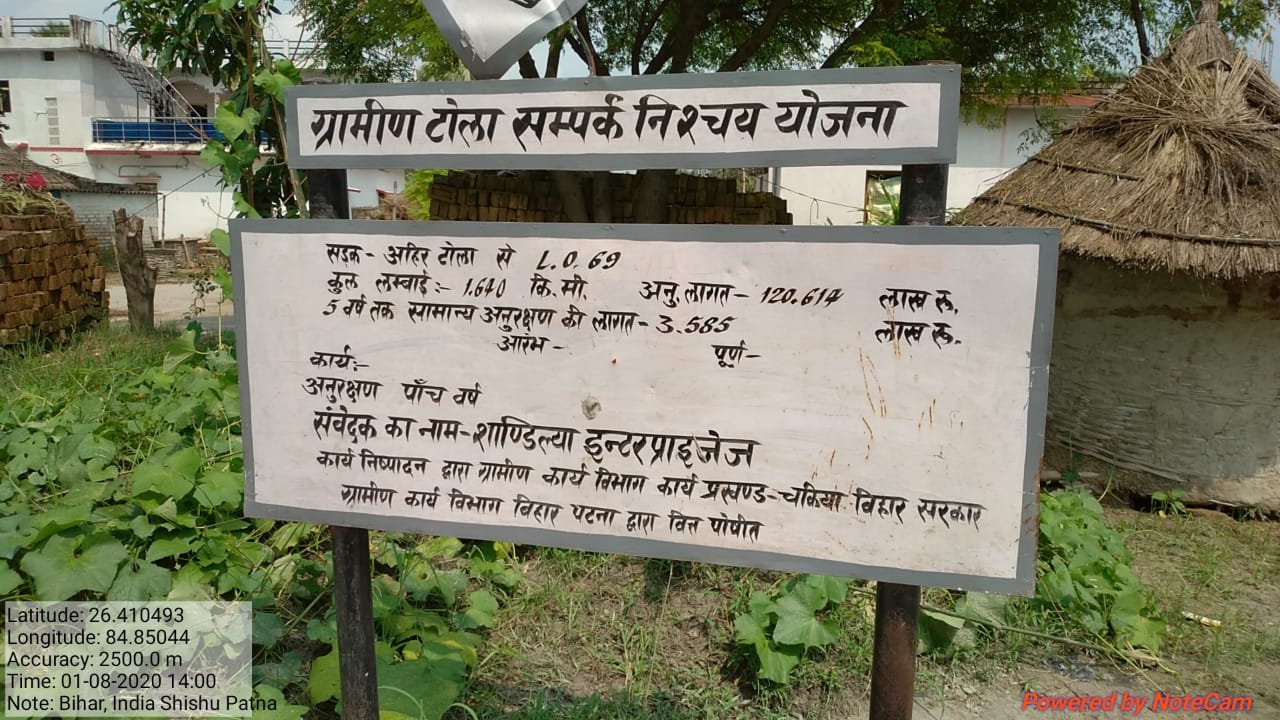 ग्रामीण टोला सम्पर्क निश्चय योजना
सड़क - अहिर टोला से L.0.69
कुल लम्बाई :- 1.640 कि.मी. अनु. लागत - 120.614 लाख रु.
5 वर्ष तक सामान्य अनुरक्षण की लागत - 3.585 लाख रु.
आरंभ - पूर्ण -
कार्य :-
अनुरक्षण पाँच वर्ष
संवेदक का नाम - शाण्डिल्या इन्टरप्राइजेज
कार्य निष्पादन द्वारा ग्रामीण कार्य विभाग कार्य प्रखण्ड - चकिया बिहार सरकार
ग्रामीण कार्य विभाग बिहार पटना द्वारा वित्त पोषीत
Latitude: 26.410493
Longitude: 84.85044
Accuracy: 2500.0 m
Time: 01-08-2020 14:00
Note: Bihar, India Shishu Patna
Powered by NoteCam